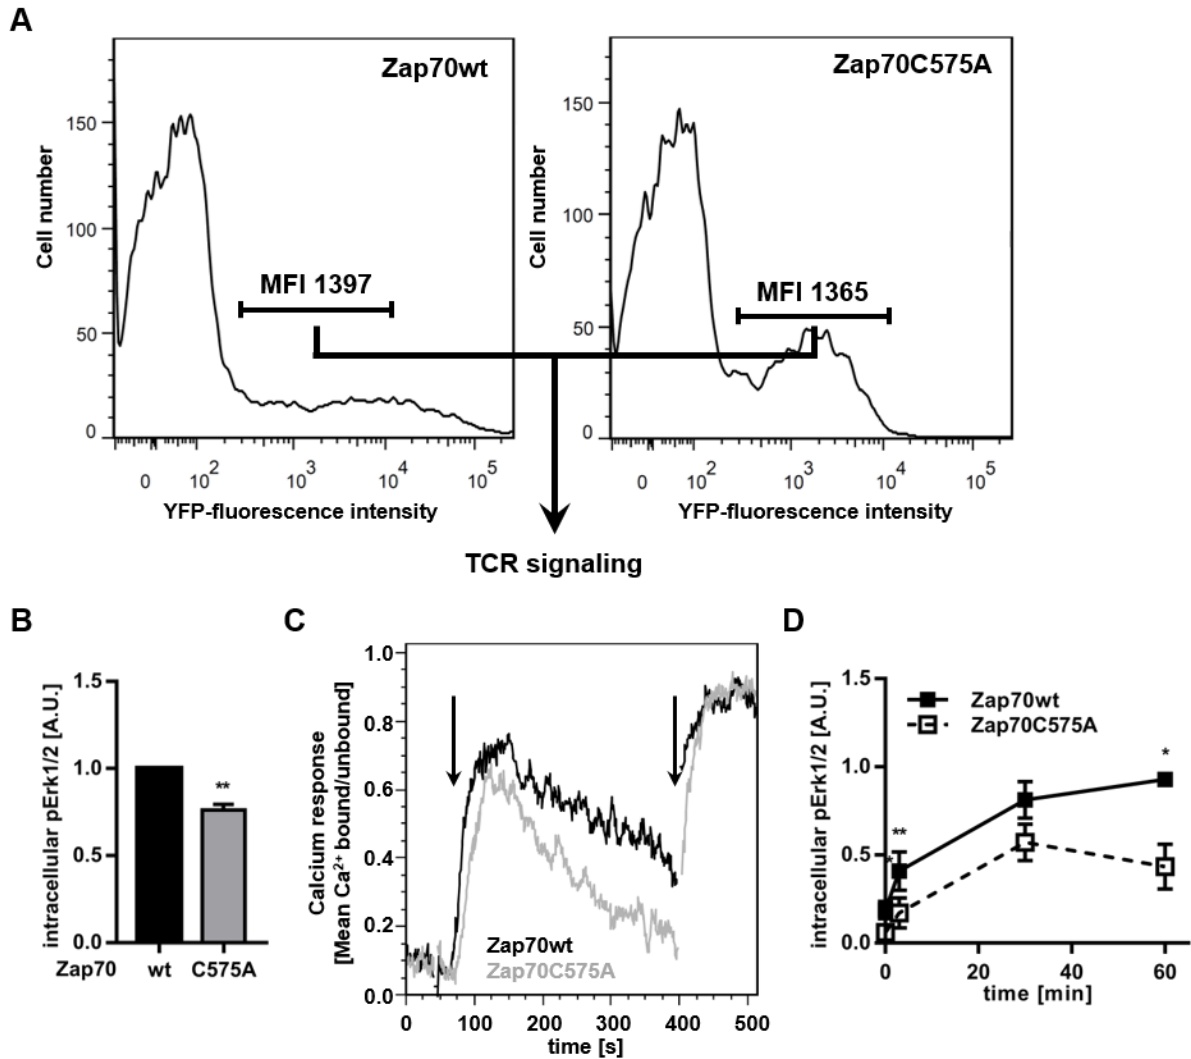 A
Zap70wt
Zap70C575A
Cell number
150
100
50
0
MFI 1397
0 10² 10³ 10⁴ 10⁵
YFP-fluorescence intensity
Cell number
150
100
50
0
MFI 1365
0 10² 10³ 10⁴ 10⁵
YFP-fluorescence intensity
TCR signaling
B
intracellular pErk1/2 [A.U.]
1.5
1.0
0.5
0.0
**
Zap70 wt C575A
C
Calcium response
[Mean Ca²⁺ bound/unbound]
1.0
0.8
0.6
0.4
0.2
0.0
Zap70wt
Zap70C575A
0 100 200 300 400 500
time [s]
D
intracellular pErk1/2 [A.U.]
1.5
1.0
0.5
0.0
Zap70wt
Zap70C575A
*
**
*
0 20 40 60
time [min]